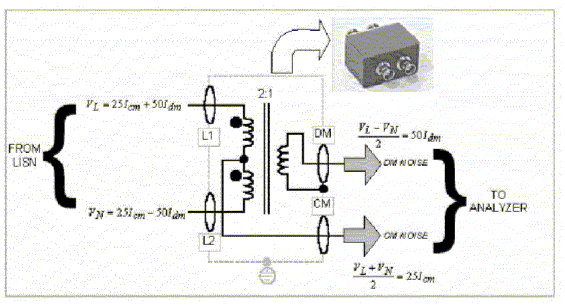 2:1
V_L = 25I_cm + 50I_dm
L1
DM
(V_L − V_N)/2 = 50I_dm
FROM
LISN
DM NOISE
TO
ANALYZER
V_N = 25I_cm − 50I_dm
CM
L2
CM NOISE
(V_L + V_N)/2 = 25I_cm